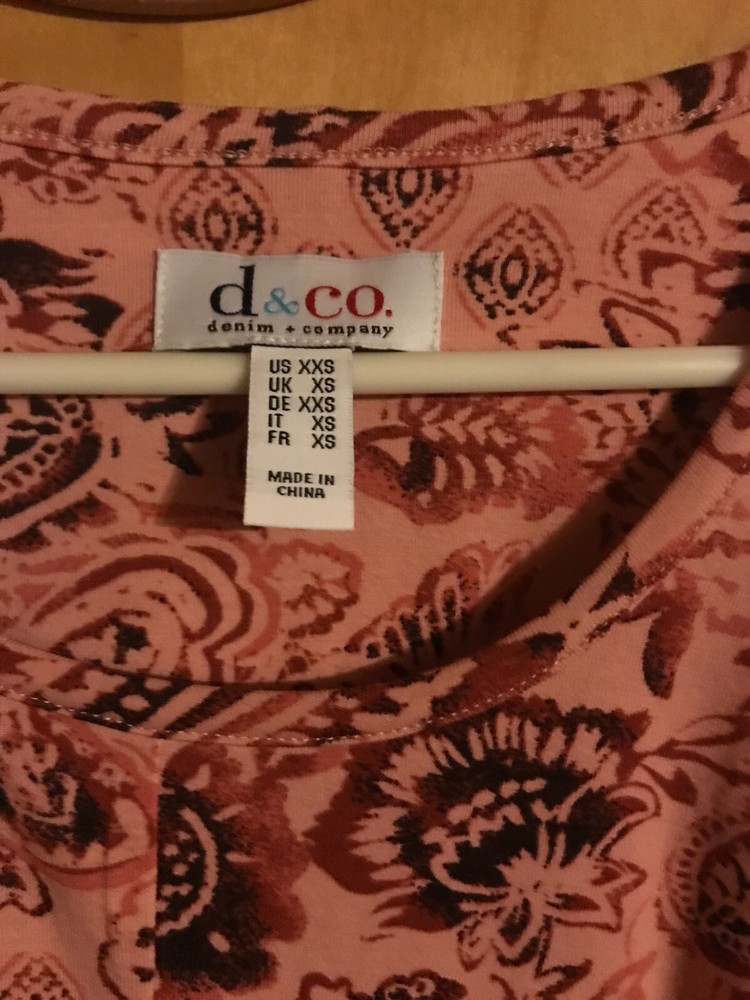 d&co.
denim + company
US XXS
UK XS
DE XXS
IT XS
FR XS
MADE IN
CHINA